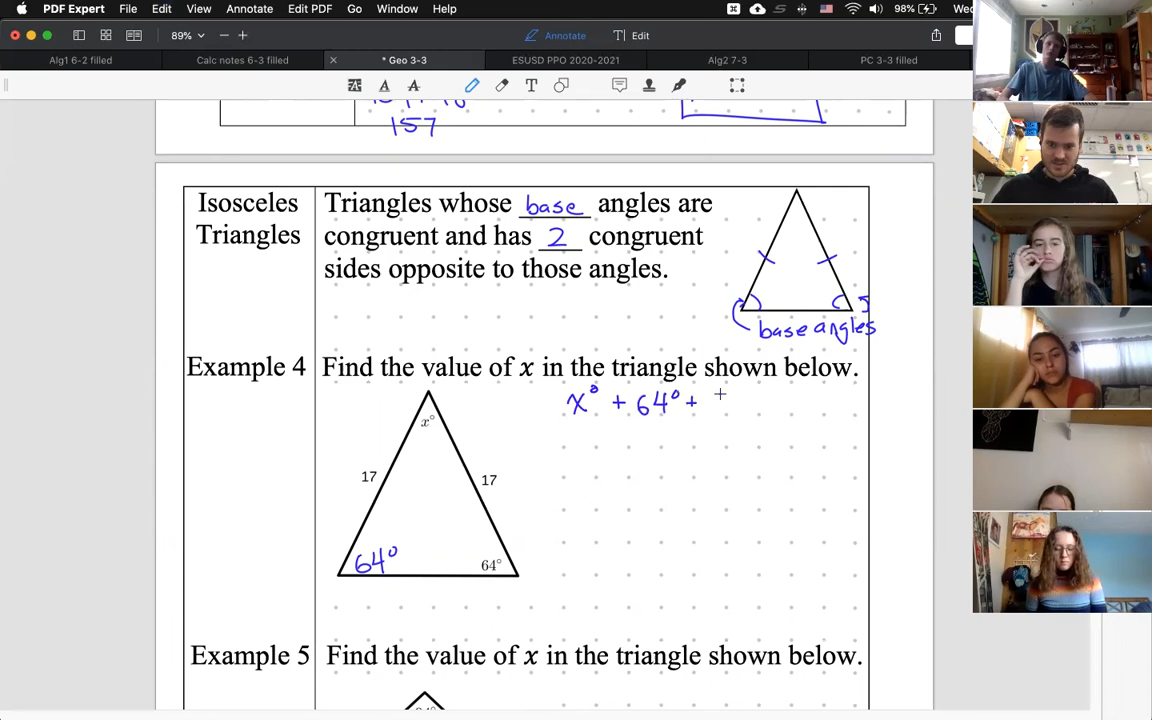 PDF Expert File Edit View Annotate Edit PDF Go Window Help 98% Wed
89% Annotate Edit
Alg1 6-2 filled Calc notes 6-3 filled * Geo 3-3 ESUSD PPO 2020-2021 Alg2 7-3 PC 3-3 filled
157
Isosceles Triangles
Triangles whose base angles are
congruent and has 2 congruent
sides opposite to those angles.
base angles
Example 4 Find the value of x in the triangle shown below.
x° + 64° +
x°
17 17
64° 64°
Example 5 Find the value of x in the triangle shown below.